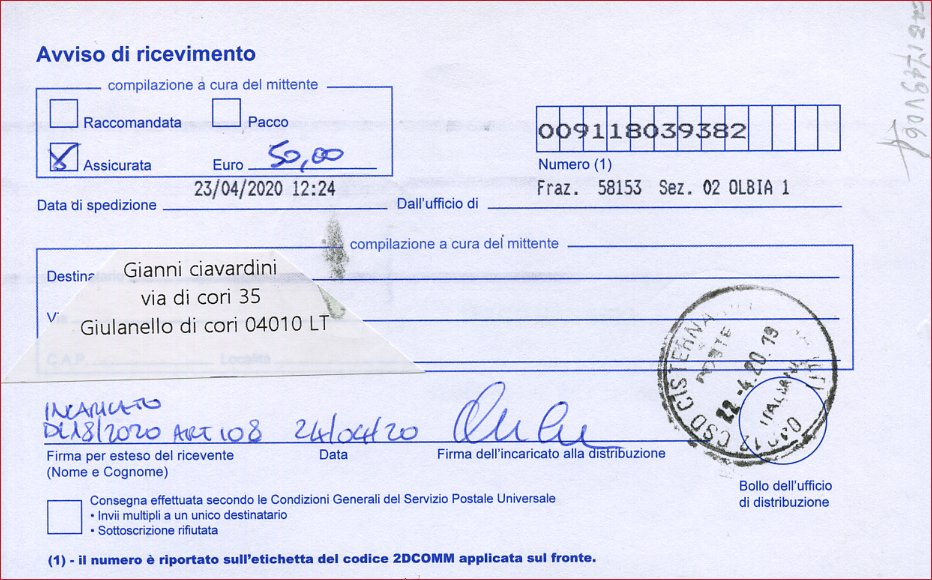 Avviso di ricevimento
compilazione a cura del mittente
Raccomandata
Pacco
Assicurata
Euro 50,00
009118039382
Numero (1)
23/04/2020 12:24
Data di spedizione
Fraz. 58153 Sez. 02 OLBIA 1
Dall'ufficio di
compilazione a cura del mittente
Destina
Gianni ciavardini
via di cori 35
Giulanello di cori 04010 LT
C.A.P.
Località
CSD CISTERNA
POSTE
ITALIANE
22.4.20.19
INCARICATO
DL18/2020 ART 108 24/04/20
Firma per esteso del ricevente
(Nome e Cognome)
Data
Firma dell'incaricato alla distribuzione
Bollo dell'ufficio
di distribuzione
Consegna effettuata secondo le Condizioni Generali del Servizio Postale Universale
• Invii multipli a un unico destinatario
• Sottoscrizione rifiutata
(1) - il numero è riportato sull'etichetta del codice 2DCOMM applicata sul fronte.